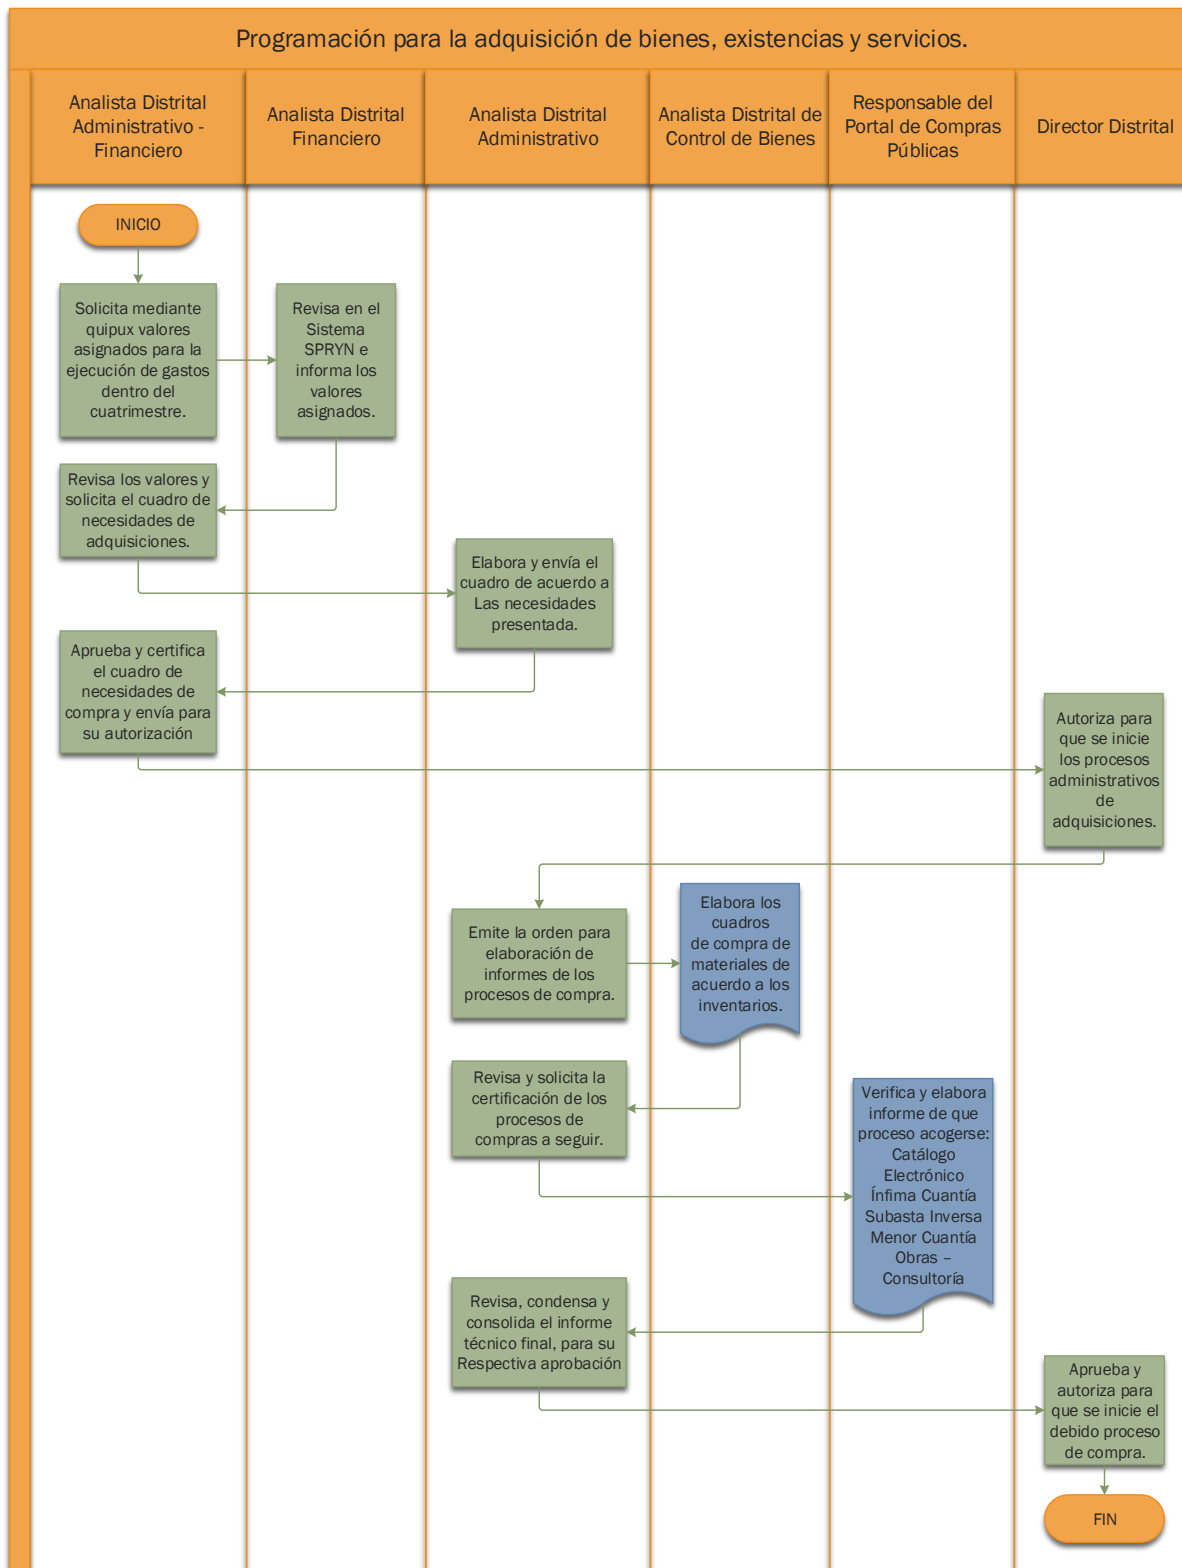 Programación para la adquisición de bienes, existencias y servicios.
Analista Distrital
Administrativo -
Financiero
Analista Distrital
Financiero
Analista Distrital
Administrativo
Analista Distrital de
Control de Bienes
Responsable del
Portal de Compras
Públicas
Director Distrital
INICIO
Solicita mediante
quipux valores
asignados para la
ejecución de gastos
dentro del
cuatrimestre.
Revisa en el
Sistema
SPRYN e
informa los
valores
asignados.
Revisa los valores y
solicita el cuadro de
necesidades de
adquisiciones.
Elabora y envía el
cuadro de acuerdo a
Las necesidades
presentada.
Aprueba y certifica
el cuadro de
necesidades de
compra y envía para
su autorización
Autoriza para
que se inicie
los procesos
administrativos
de
adquisiciones.
Emite la orden para
elaboración de
informes de los
procesos de compra.
Elabora los
cuadros
de compra de
materiales de
acuerdo a los
inventarios.
Revisa y solicita la
certificación de los
procesos de
compras a seguir.
Verifica y elabora
informe de que
proceso acogerse:
Catálogo
Electrónico
Ínfima Cuantía
Subasta Inversa
Menor Cuantía
Obras –
Consultoría
Revisa, condensa y
consolida el informe
técnico final, para su
Respectiva aprobación
Aprueba y
autoriza para
que se inicie el
debido proceso
de compra.
FIN